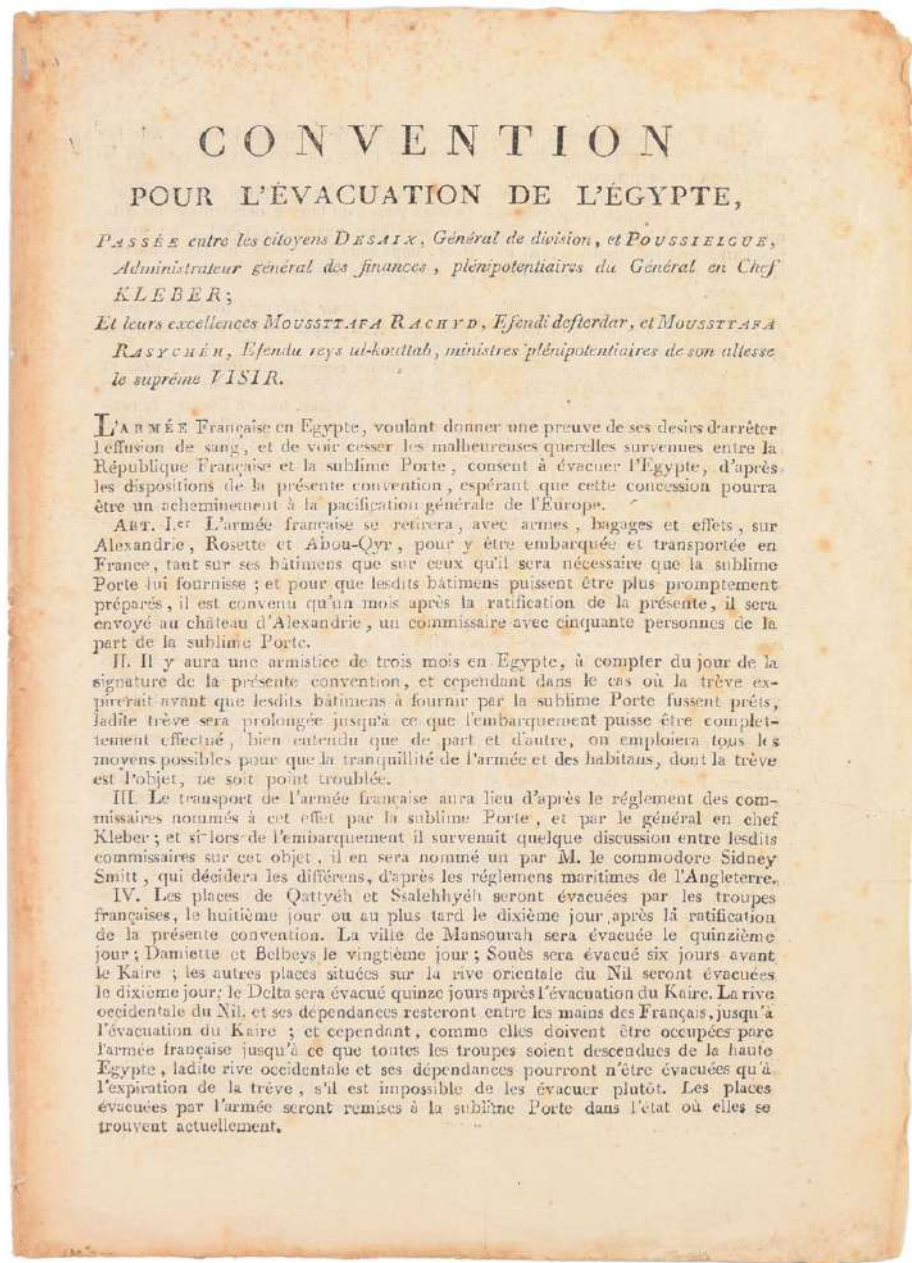 CONVENTION
POUR L'ÉVACUATION DE L'ÉGYPTE,
PASSÉE entre les citoyens DESAIX, Général de division, et POUSSIELGUE,
Administrateur général des finances, plénipotentiaires du Général en Chef
KLEBER;
Et leurs excellences MOUSSTTAFA RACHYD, Efendi defterdar, et MOUSSTTAFA
RASYCHÉH, Efendu reys ul-kouttab, ministres plénipotentiaires de son altesse
le suprême VISIR.
L'ARMÉE Française en Egypte, voulant donner une preuve de ses desirs d'arrêter
l'effusion de sang, et de voir cesser les malheureuses querelles survenues entre la
République Française et la sublime Porte, consent à évacuer l'Egypte, d'après
les dispositions de la présente convention, espérant que cette concession pourra
être un acheminement à la pacification générale de l'Europe.
ART. I.er L'armée française se retirera, avec armes, bagages et effets, sur
Alexandrie, Rosette et Abou-Qyr, pour y être embarquée et transportée en
France, tant sur ses bâtimens que sur ceux qu'il sera nécessaire que la sublime
Porte lui fournisse; et pour que lesdits bâtimens puissent être plus promptement
préparés, il est convenu qu'un mois après la ratification de la présente, il sera
envoyé au château d'Alexandrie, un commissaire avec cinquante personnes de la
part de la sublime Porte.
II. Il y aura une armistice de trois mois en Egypte, à compter du jour de la
signature de la présente convention, et cependant dans le cas où la trève ex-
pirerait avant que lesdits bâtimens à fournir par la sublime Porte fussent prêts,
ladite trève sera prolongée jusqu'à ce que l'embarquement puisse être complet-
tement effectué, bien entendu que de part et d'autre, on emploiera tous les
moyens possibles pour que la tranquillité de l'armée et des habitans, dont la trève
est l'objet, ne soit point troublée.
III. Le transport de l'armée française aura lieu d'après le réglement des com-
missaires nommés à cet effet par la sublime Porte, et par le général en chef
Kleber; et si lors de l'embarquement il survenait quelque discussion entre lesdits
commissaires sur cet objet, il en sera nommé un par M. le commodore Sidney
Smitt, qui décidera les différens, d'après les réglemens maritimes de l'Angleterre.
IV. Les places de Qattyéh et Ssalehhyéh seront évacuées par les troupes
françaises, le huitième jour ou au plus tard le dixième jour, après la ratification
de la présente convention. La ville de Mansourah sera évacuée le quinzième
jour; Damiette et Belbeys le vingtième jour; Souès sera évacué six jours avant
le Kaire; les autres places situées sur la rive orientale du Nil seront évacuées
le dixième jour; le Delta sera évacué quinze jours après l'évacuation du Kaire. La rive
occidentale du Nil, et ses dépendances resteront entre les mains des Français, jusqu'à
l'évacuation du Kaire; et cependant, comme elles doivent être occupées parc
l'armée française jusqu'à ce que toutes les troupes soient descendues de la haute
Egypte, ladite rive occidentale et ses dépendances pourront n'être évacuées qu'à
l'expiration de la trève, s'il est impossible de les évacuer plutôt. Les places
évacuées par l'armée seront remises à la sublime Porte dans l'état où elles se
trouvent actuellement.